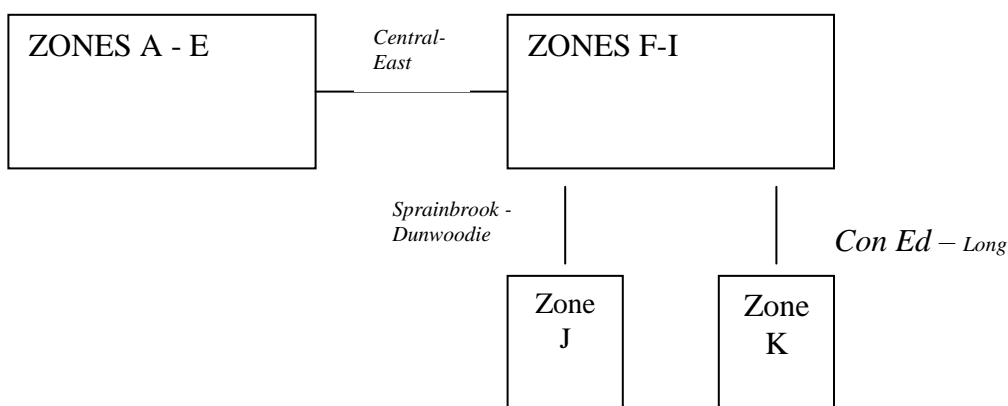 ZONES A - E
Central-
East
ZONES F-I
Sprainbrook -
Dunwoodie
Con Ed – Long
Zone
J
Zone
K